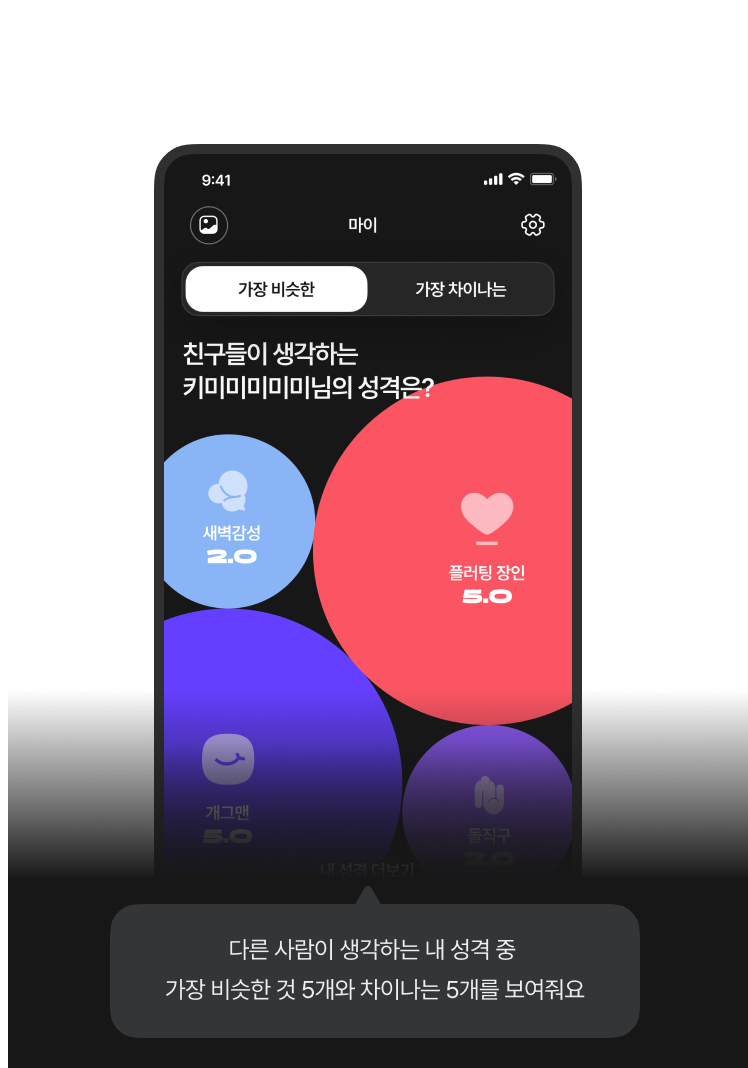 9:41
마이
가장 비슷한
가장 차이나는
친구들이 생각하는
키미미미미미님의 성격은?
새벽감성
2.0
플러팅 장인
5.0
개그맨
5.0
돌직구
2.0
내 성격 더보기
다른 사람이 생각하는 내 성격 중
가장 비슷한 것 5개와 차이나는 5개를 보여줘요